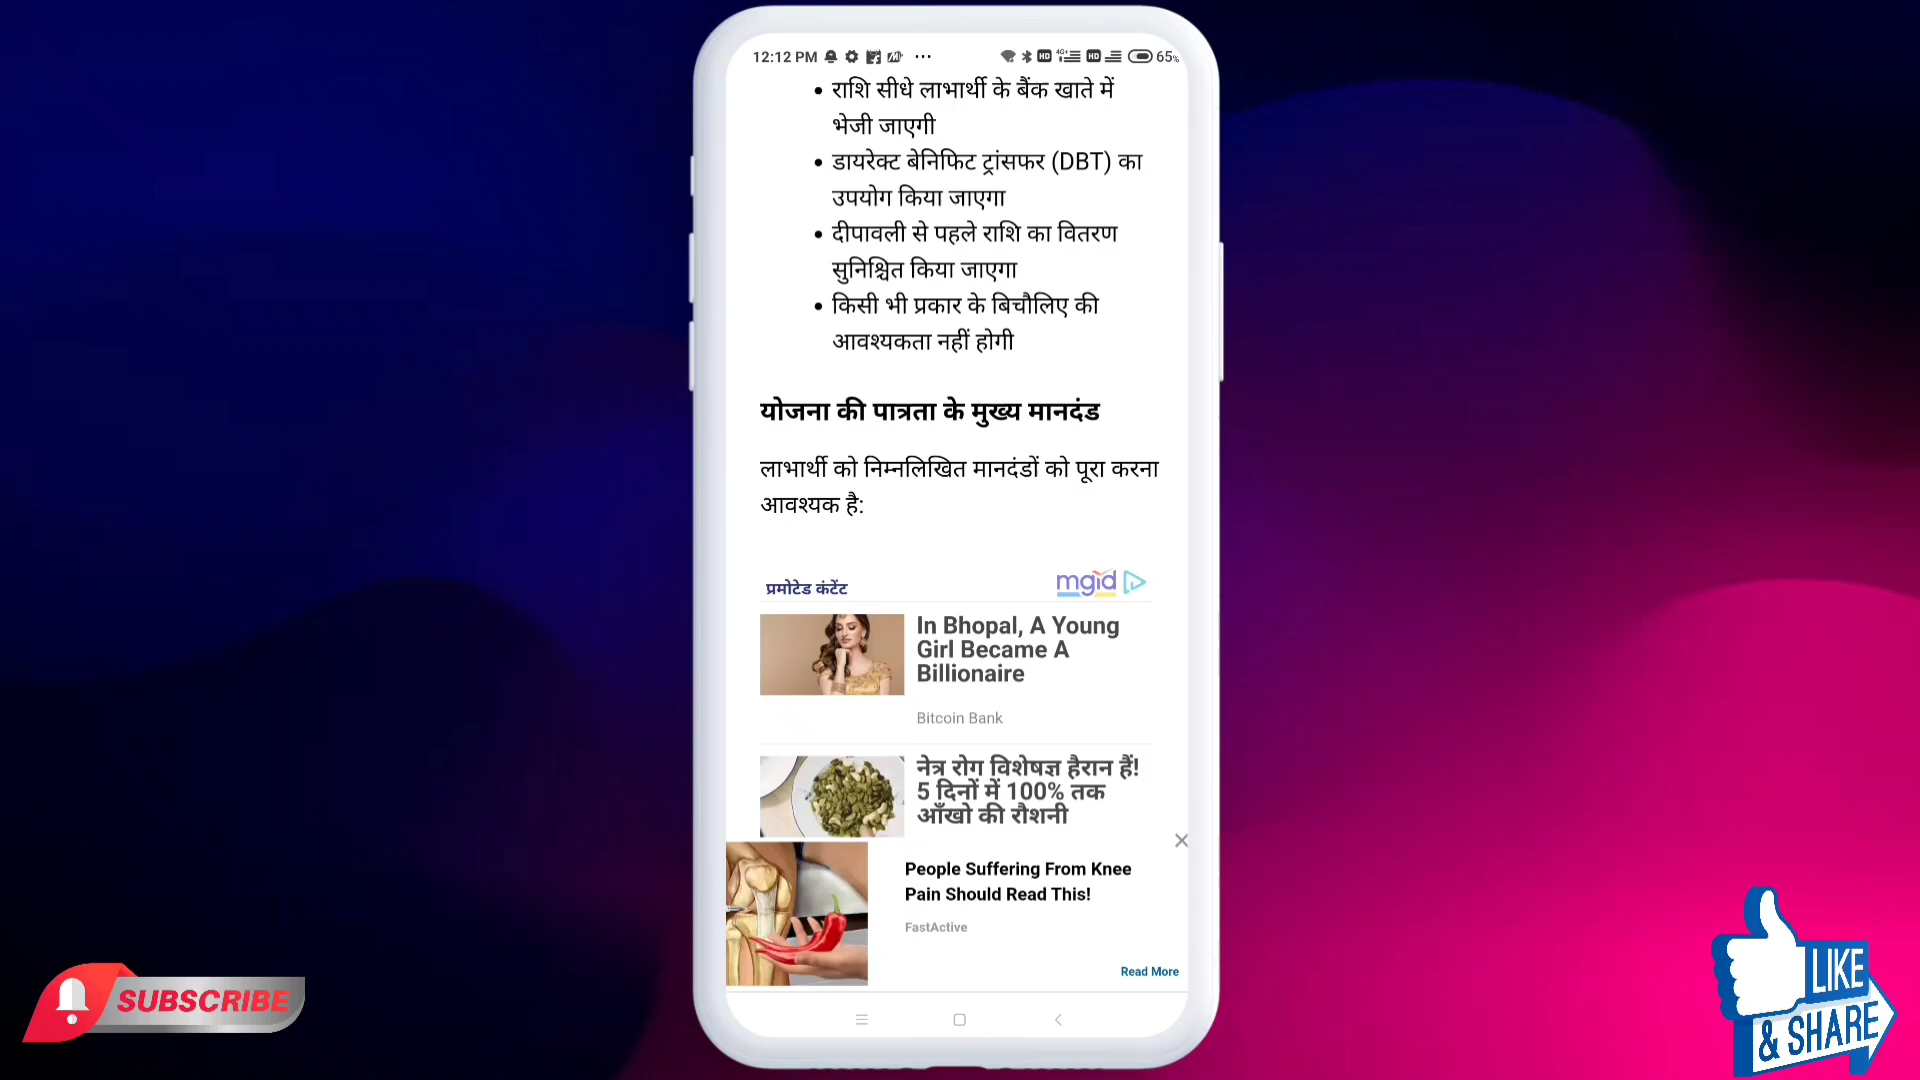 12:12 PM
65%
• राशि सीधे लाभार्थी के बैंक खाते में
भेजी जाएगी
• डायरेक्ट बेनिफिट ट्रांसफर (DBT) का
उपयोग किया जाएगा
• दीपावली से पहले राशि का वितरण
सुनिश्चित किया जाएगा
• किसी भी प्रकार के बिचौलिए की
आवश्यकता नहीं होगी
योजना की पात्रता के मुख्य मानदंड
लाभार्थी को निम्नलिखित मानदंडों को पूरा करना
आवश्यक है:
प्रमोटेड कंटेंट
mgid
In Bhopal, A Young
Girl Became A
Billionaire
Bitcoin Bank
नेत्र रोग विशेषज्ञ हैरान हैं!
5 दिनों में 100% तक
आँखो की रौशनी
People Suffering From Knee
Pain Should Read This!
FastActive
Read More
SUBSCRIBE
LIKE
& SHARE